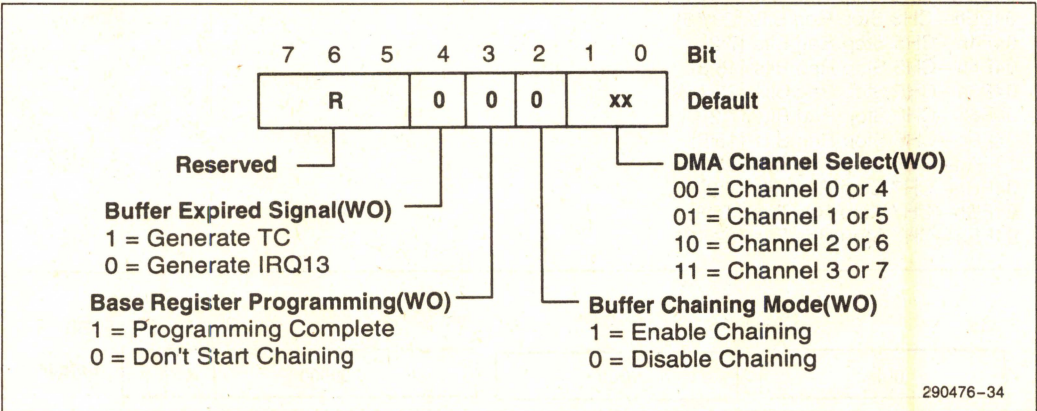 7 6 5 4 3 2 1 0 Bit
R 0 0 0 xx Default
Reserved
DMA Channel Select(WO)
00 = Channel 0 or 4
01 = Channel 1 or 5
10 = Channel 2 or 6
11 = Channel 3 or 7
Buffer Expired Signal(WO)
1 = Generate TC
0 = Generate IRQ13
Base Register Programming(WO)
1 = Programming Complete
0 = Don't Start Chaining
Buffer Chaining Mode(WO)
1 = Enable Chaining
0 = Disable Chaining
290476-34